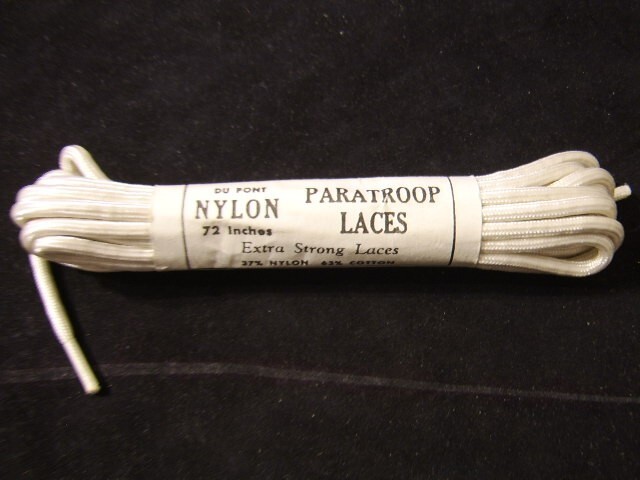 DU PONT
NYLON
72 Inches
PARATROOP
LACES
Extra Strong Laces
37% NYLON 63% COTTON